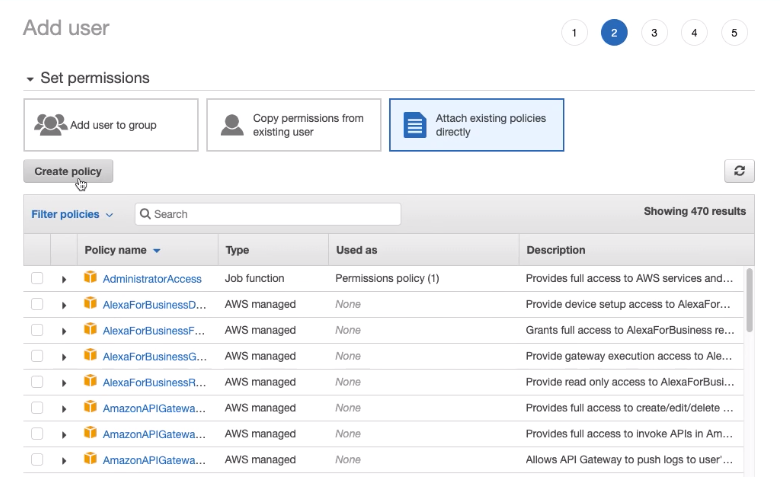 Add user
1 2 3 4 5
Set permissions
Add user to group
Copy permissions from
existing user
Attach existing policies
directly
Create policy
Filter policies Search Showing 470 results
Policy name Type Used as Description
AdministratorAccess Job function Permissions policy (1) Provides full access to AWS services and...
AlexaForBusinessD... AWS managed None Provide device setup access to AlexaFor...
AlexaForBusinessF... AWS managed None Grants full access to AlexaForBusiness re...
AlexaForBusinessG... AWS managed None Provide gateway execution access to Ale...
AlexaForBusinessR... AWS managed None Provide read only access to AlexaForBusi...
AmazonAPIGatewa... AWS managed None Provides full access to create/edit/delete ...
AmazonAPIGatewa... AWS managed None Provides full access to invoke APIs in Am...
AmazonAPIGatewa... AWS managed None Allows API Gateway to push logs to user'...